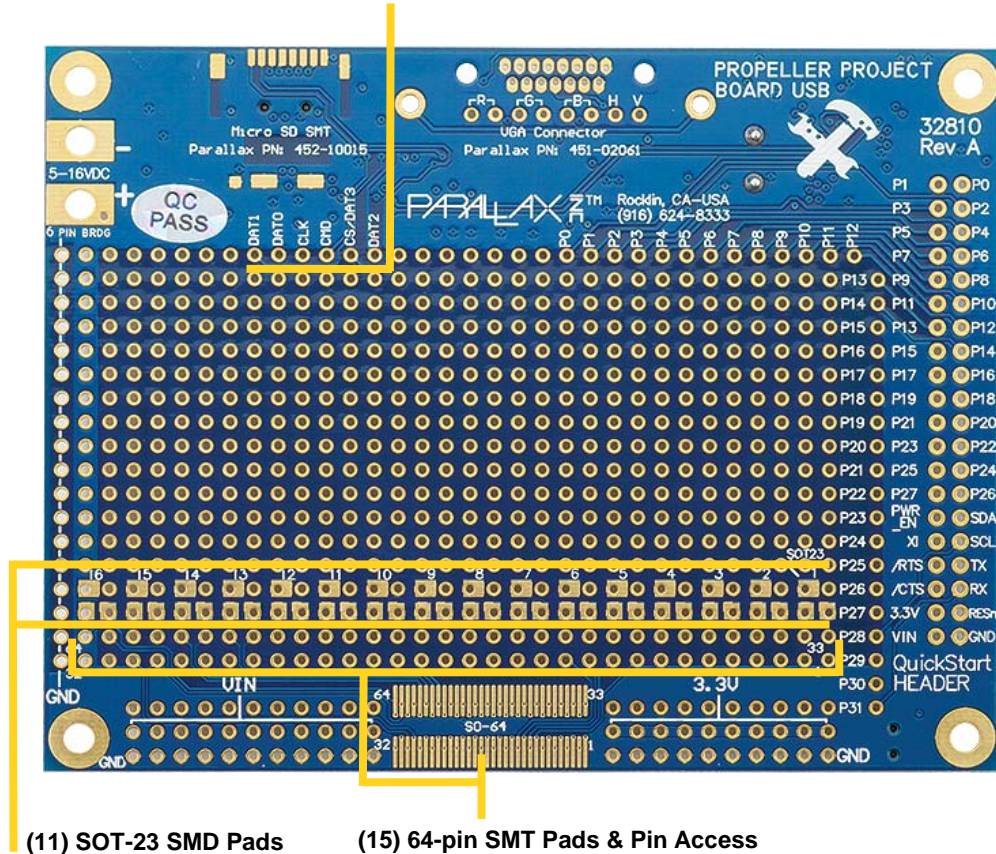 PROPELLER PROJECT
BOARD USB
R G B H V
Micro SD SMT
Parallax PN: 452-10015
VGA Connector
Parallax PN: 451-02061
32810
Rev A
-
5-16VDC
+
QC
PASS
PARALLAX INC™
Rocklin, CA-USA
(916) 624-8333
6 PIN BRDG
DAT1
DAT0
CLK
CMD
CS/DAT3
DAT2
P0
P1
P2
P3
P4
P5
P6
P7
P8
P9
P10
P11
P12
P1 P0
P3 P2
P5 P4
P7 P6
P13 P9 P8
P14 P11 P10
P15 P13 P12
P16 P15 P14
P17 P17 P16
P18 P19 P18
P19 P21 P20
P20 P23 P22
P21 P25 P24
P22 P27 P26
P23 PWR_EN SDA
P24 XI SCL
SOT23
P25 /RTS TX
16 15 14 13 12 11 10 9 8 7 6 5 4 3 2 1
P26 /CTS RX
P27 3.3V RESn
P28 VIN GND
33
P29
QuickStart
HEADER
GND
VIN
64
33
3.3V
P30
P31
SO-64
32
1
GND
GND
(11) SOT-23 SMD Pads
(15) 64-pin SMT Pads & Pin Access